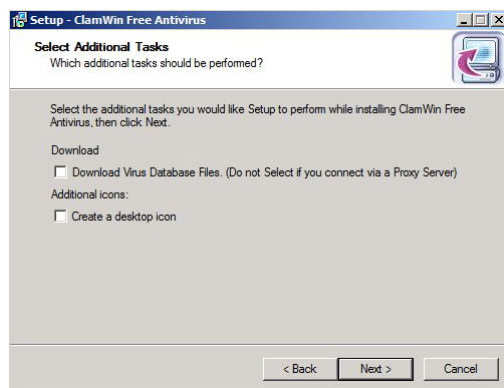 Setup - ClamWin Free Antivirus
Select Additional Tasks
Which additional tasks should be performed?
Select the additional tasks you would like Setup to perform while installing ClamWin Free
Antivirus, then click Next.
Download
Download Virus Database Files. (Do not Select if you connect via a Proxy Server)
Additional icons:
Create a desktop icon
< Back Next > Cancel